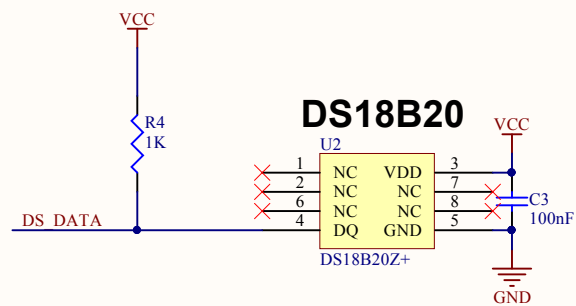 VCC
R4
1K
DS18B20
VCC
U2
1 NC VDD 3
2 NC NC 7
6 NC NC 8
4 DQ GND 5
C3
100nF
DS_DATA
DS18B20Z+
GND